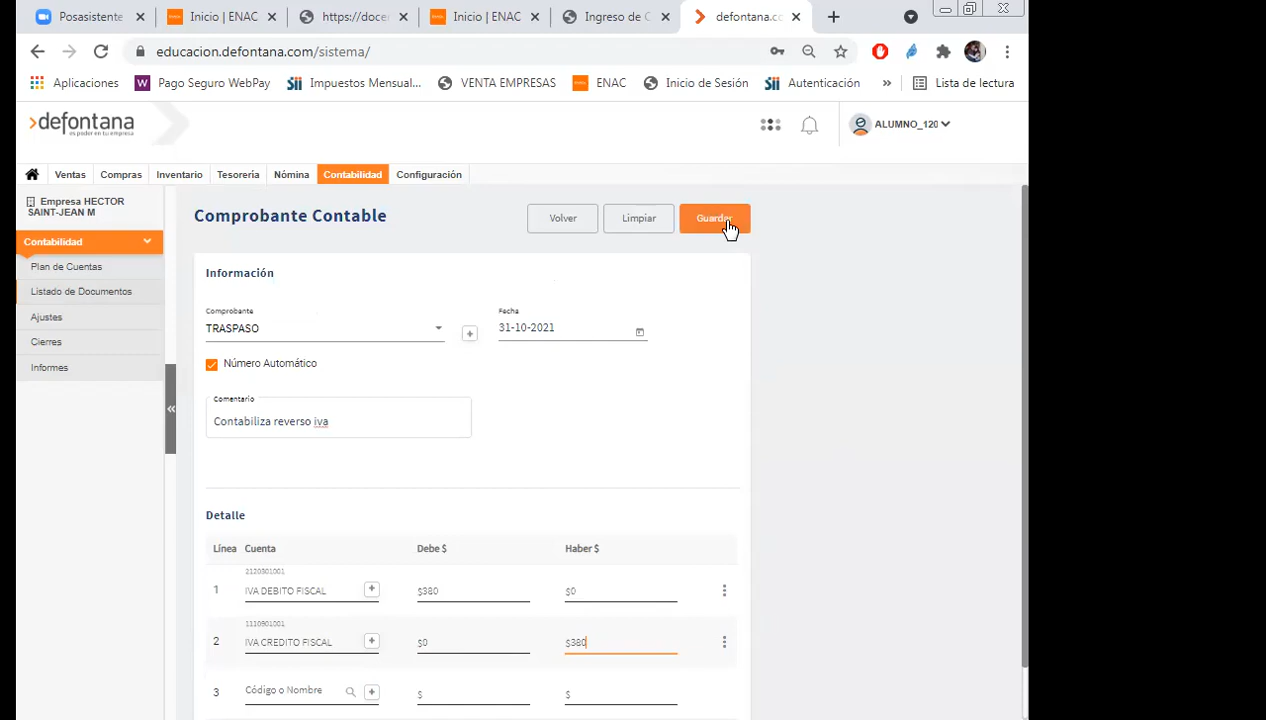 Posasistente
Inicio | ENAC
https://doce
Inicio | ENAC
Ingreso de C
defontana.co
educacion.defontana.com/sistema/
Aplicaciones
Pago Seguro WebPay
Sii Impuestos Mensual...
VENTA EMPRESAS
ENAC
Inicio de Sesión
Sii Autenticación
»
Lista de lectura
defontana
es poder en tu empresa
ALUMNO_120
Ventas
Compras
Inventario
Tesorería
Nómina
Contabilidad
Configuración
Empresa HECTOR
SAINT-JEAN M
Contabilidad
Plan de Cuentas
Listado de Documentos
Ajustes
Cierres
Informes
«
Comprobante Contable
Volver
Limpiar
Guardar
Información
Comprobante
Fecha
TRASPASO
31-10-2021
Número Automático
Comentario
Contabiliza reverso iva
Detalle
Línea Cuenta Debe $ Haber $
2120301001
1 IVA DEBITO FISCAL $380 $0
1110901001
2 IVA CREDITO FISCAL $0 $380
3 Código o Nombre $ $